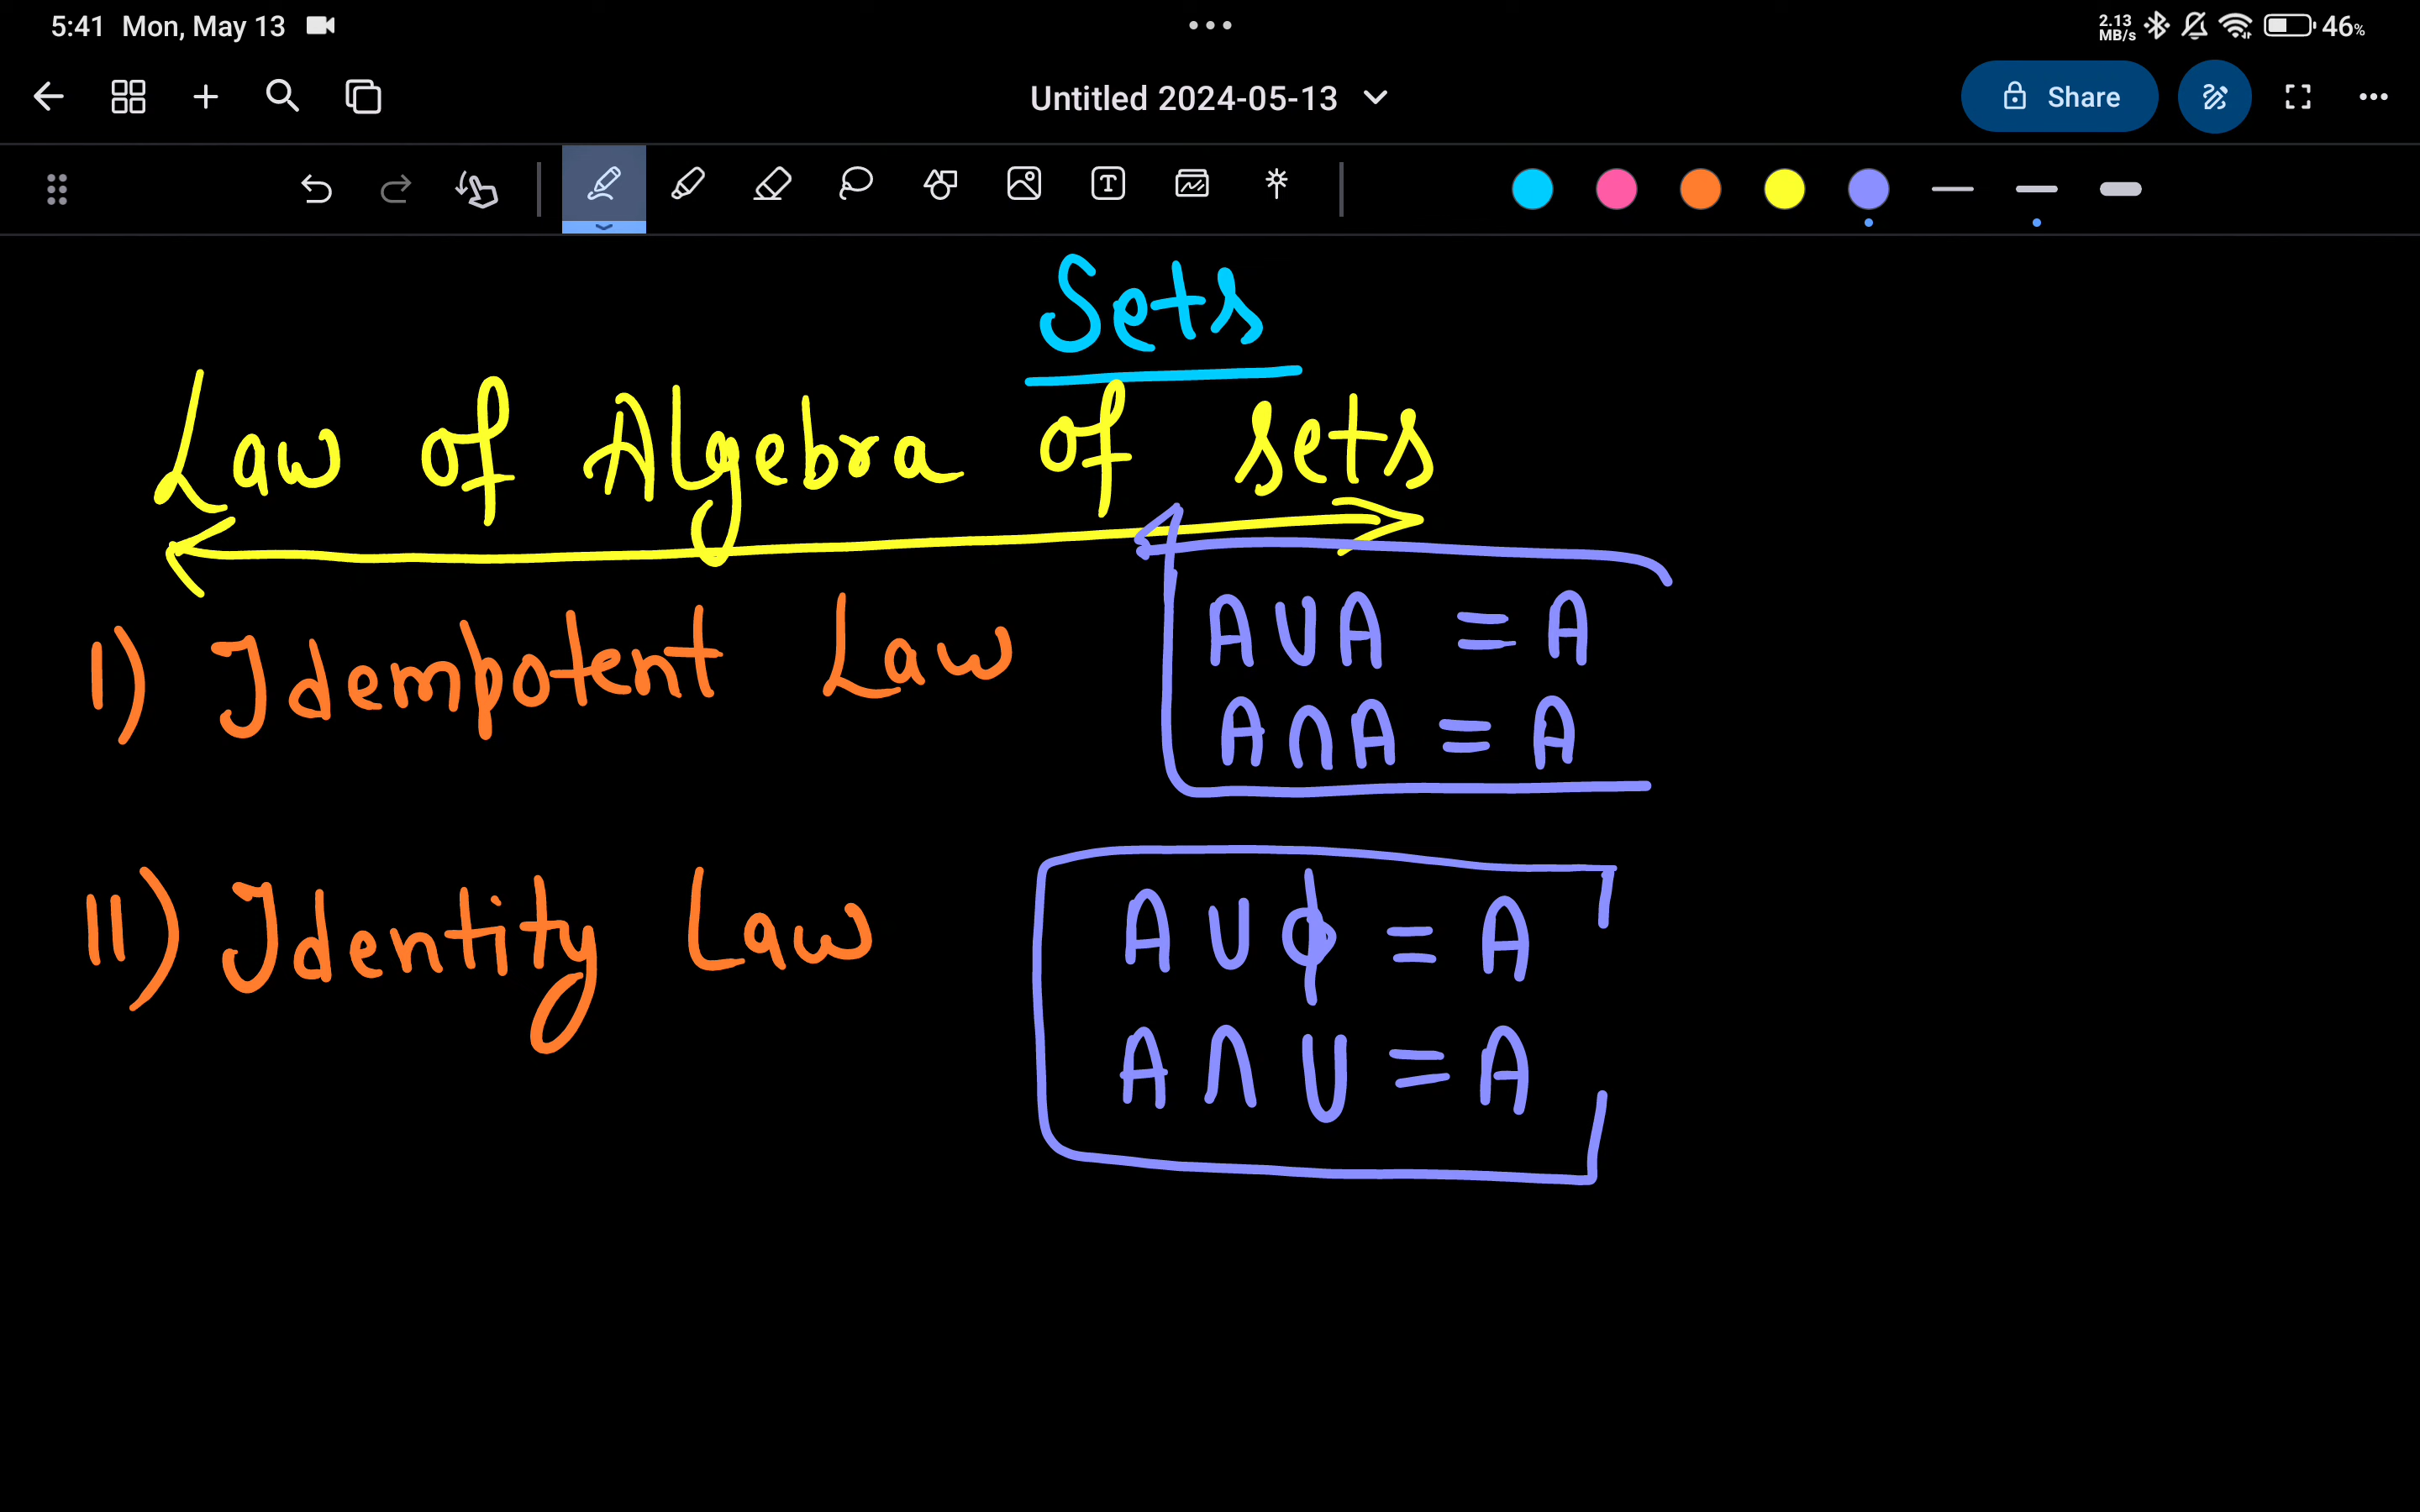 5:41 Mon, May 13
2.13 MB/s 46%
Untitled 2024-05-13
Share
Sets
Law of Algebra of sets
I) Idempotent Law
A∪A = A
A∩A = A
II) Identity Law
A∪ϕ = A
A∩U = A